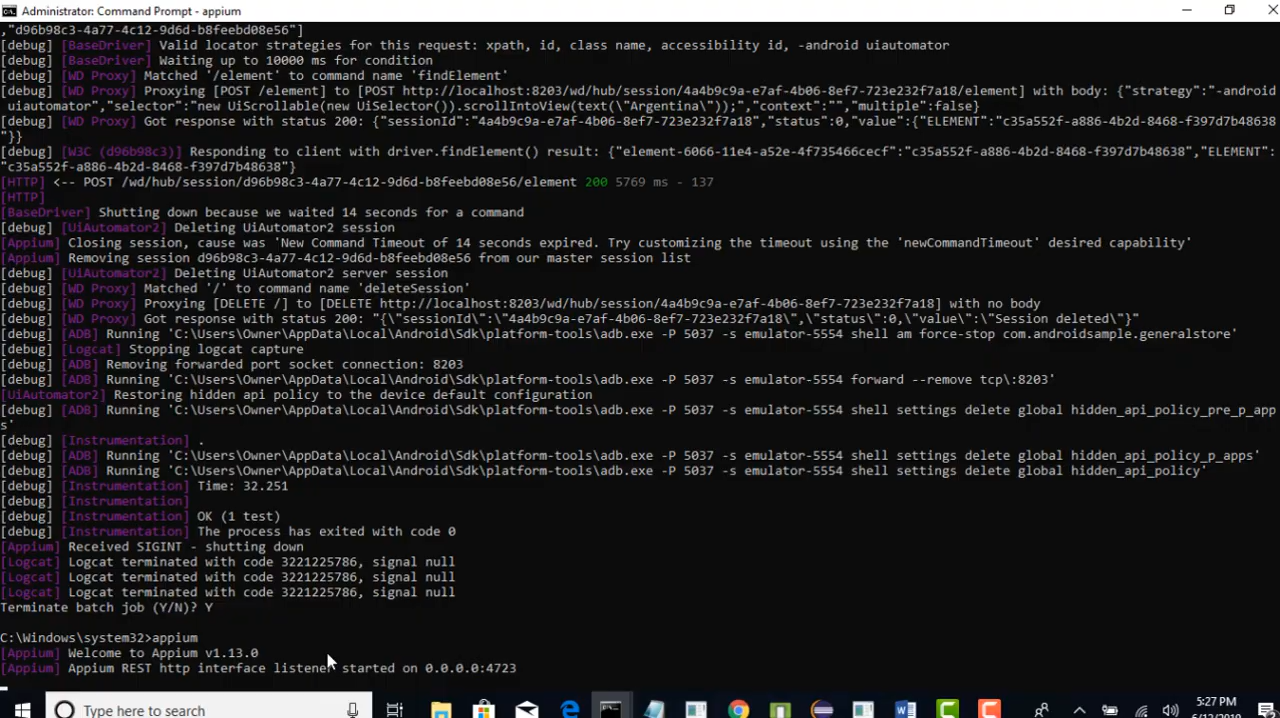 Administrator: Command Prompt - appium
,"d96b98c3-4a77-4c12-9d6d-b8feebd08e56"]
[debug] [BaseDriver] Valid locator strategies for this request: xpath, id, class name, accessibility id, -android uiautomator
[debug] [BaseDriver] Waiting up to 10000 ms for condition
[debug] [WD Proxy] Matched '/element' to command name 'findElement'
[debug] [WD Proxy] Proxying [POST /element] to [POST http://localhost:8203/wd/hub/session/4a4b9c9a-e7af-4b06-8ef7-723e232f7a18/element] with body: {"strategy":"-android
uiautomator","selector":"new UiScrollable(new UiSelector()).scrollIntoView(text(\"Argentina\"));","context":"","multiple":false}
[debug] [WD Proxy] Got response with status 200: {"sessionId":"4a4b9c9a-e7af-4b06-8ef7-723e232f7a18","status":0,"value":{"ELEMENT":"c35a552f-a886-4b2d-8468-f397d7b48638
"}}
[debug] [W3C (d96b98c3)] Responding to client with driver.findElement() result: {"element-6066-11e4-a52e-4f735466cecf":"c35a552f-a886-4b2d-8468-f397d7b48638","ELEMENT":
"c35a552f-a886-4b2d-8468-f397d7b48638"}
[HTTP] <-- POST /wd/hub/session/d96b98c3-4a77-4c12-9d6d-b8feebd08e56/element 200 5769 ms - 137
[HTTP]
[BaseDriver] Shutting down because we waited 14 seconds for a command
[debug] [UiAutomator2] Deleting UiAutomator2 session
[Appium] Closing session, cause was 'New Command Timeout of 14 seconds expired. Try customizing the timeout using the 'newCommandTimeout' desired capability'
[Appium] Removing session d96b98c3-4a77-4c12-9d6d-b8feebd08e56 from our master session list
[debug] [UiAutomator2] Deleting UiAutomator2 server session
[debug] [WD Proxy] Matched '/' to command name 'deleteSession'
[debug] [WD Proxy] Proxying [DELETE /] to [DELETE http://localhost:8203/wd/hub/session/4a4b9c9a-e7af-4b06-8ef7-723e232f7a18] with no body
[debug] [WD Proxy] Got response with status 200: "{\"sessionId\":\"4a4b9c9a-e7af-4b06-8ef7-723e232f7a18\",\"status\":0,\"value\":\"Session deleted\"}"
[debug] [ADB] Running 'C:\Users\Owner\AppData\Local\Android\Sdk\platform-tools\adb.exe -P 5037 -s emulator-5554 shell am force-stop com.androidsample.generalstore'
[debug] [Logcat] Stopping logcat capture
[debug] [ADB] Removing forwarded port socket connection: 8203
[debug] [ADB] Running 'C:\Users\Owner\AppData\Local\Android\Sdk\platform-tools\adb.exe -P 5037 -s emulator-5554 forward --remove tcp\:8203'
[UiAutomator2] Restoring hidden api policy to the device default configuration
[debug] [ADB] Running 'C:\Users\Owner\AppData\Local\Android\Sdk\platform-tools\adb.exe -P 5037 -s emulator-5554 shell settings delete global hidden_api_policy_pre_p_app
s'
[debug] [Instrumentation] .
[debug] [ADB] Running 'C:\Users\Owner\AppData\Local\Android\Sdk\platform-tools\adb.exe -P 5037 -s emulator-5554 shell settings delete global hidden_api_policy_p_apps'
[debug] [ADB] Running 'C:\Users\Owner\AppData\Local\Android\Sdk\platform-tools\adb.exe -P 5037 -s emulator-5554 shell settings delete global hidden_api_policy'
[debug] [Instrumentation] Time: 32.251
[debug] [Instrumentation]
[debug] [Instrumentation] OK (1 test)
[debug] [Instrumentation] The process has exited with code 0
[Appium] Received SIGINT - shutting down
[Logcat] Logcat terminated with code 3221225786, signal null
[Logcat] Logcat terminated with code 3221225786, signal null
[Logcat] Logcat terminated with code 3221225786, signal null
Terminate batch job (Y/N)? Y
C:\Windows\system32>appium
[Appium] Welcome to Appium v1.13.0
[Appium] Appium REST http interface listener started on 0.0.0.0:4723
Type here to search
5:27 PM